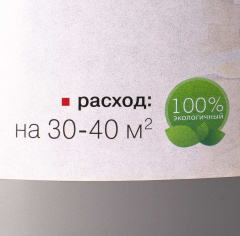 расход:
на 30-40 м²
100%
экологичный